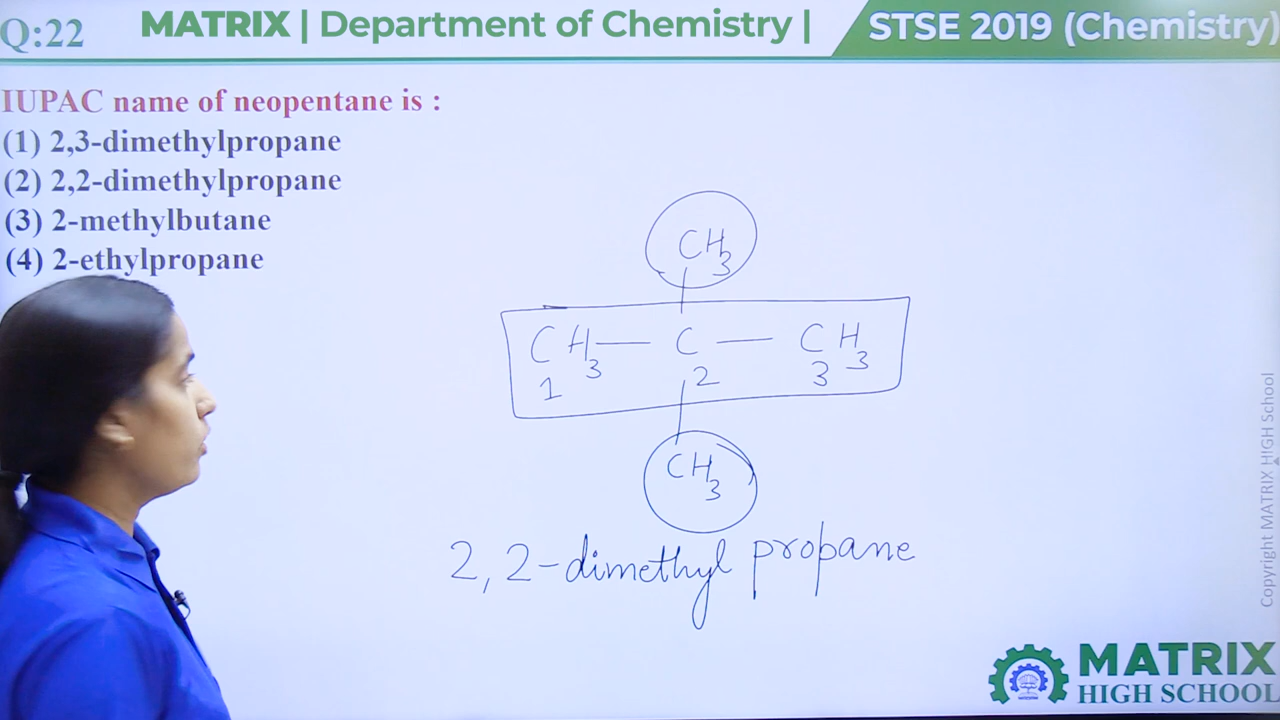 Q:22
MATRIX | Department of Chemistry |
STSE 2019 (Chemistry)
IUPAC name of neopentane is :
(1) 2,3-dimethylpropane
(2) 2,2-dimethylpropane
(3) 2-methylbutane
(4) 2-ethylpropane
CH3
CH3 — C — CH3
1 2 3
CH3
2,2-dimethyl propane
Copyright MATRIX HIGH School
MATRIX
HIGH SCHOOL